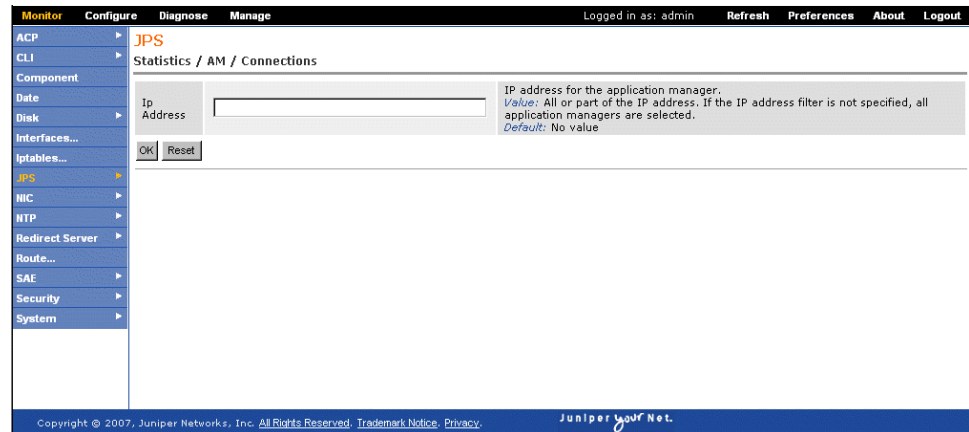 Monitor Configure Diagnose Manage Logged in as: admin Refresh Preferences About Logout
ACP
CLI
Component
Date
Disk
Interfaces...
Iptables...
JPS
NIC
NTP
Redirect Server
Route...
SAE
Security
System
JPS
Statistics / AM / Connections
Ip
Address
IP address for the application manager.
Value: All or part of the IP address. If the IP address filter is not specified, all
application managers are selected.
Default: No value
OK Reset
Copyright © 2007, Juniper Networks, Inc. All Rights Reserved. Trademark Notice. Privacy.
Juniper your Net.